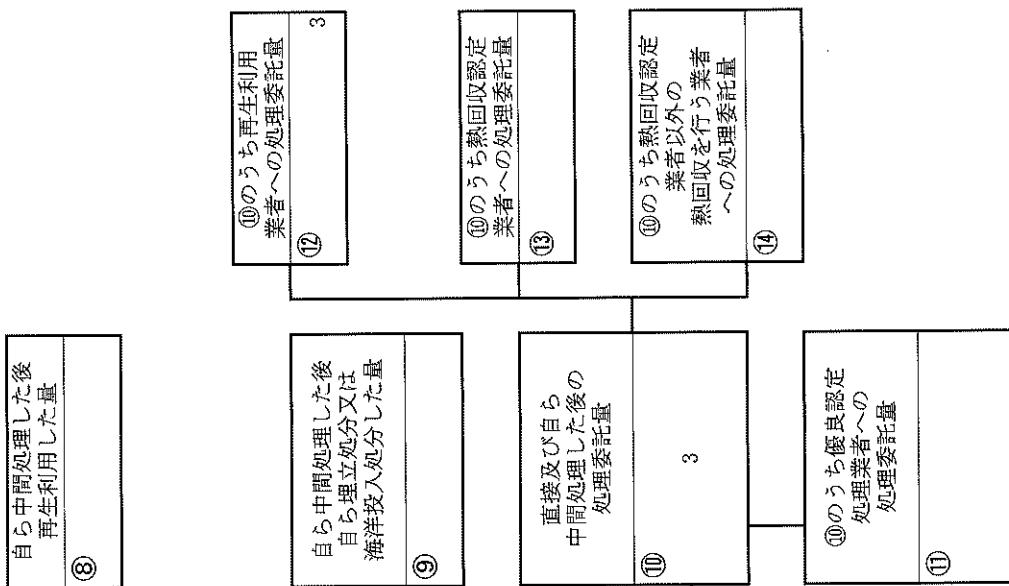 自ら中間処理した後
再生利用した量
⑧
自ら中間処理した後
自ら埋立処分又は
海洋投入処分した量
⑨
直接及び自ら
中間処理した後の
処理委託量
⑩
3
⑩のうち優良認定
処理業者への
処理委託量
⑪
⑩のうち再生利用
業者への処理委託量
⑫
3
⑩のうち熱回収認定
業者への処理委託量
⑬
⑩のうち熱回収認定
業者以外の
熱回収を行う業者
への処理委託量
⑭